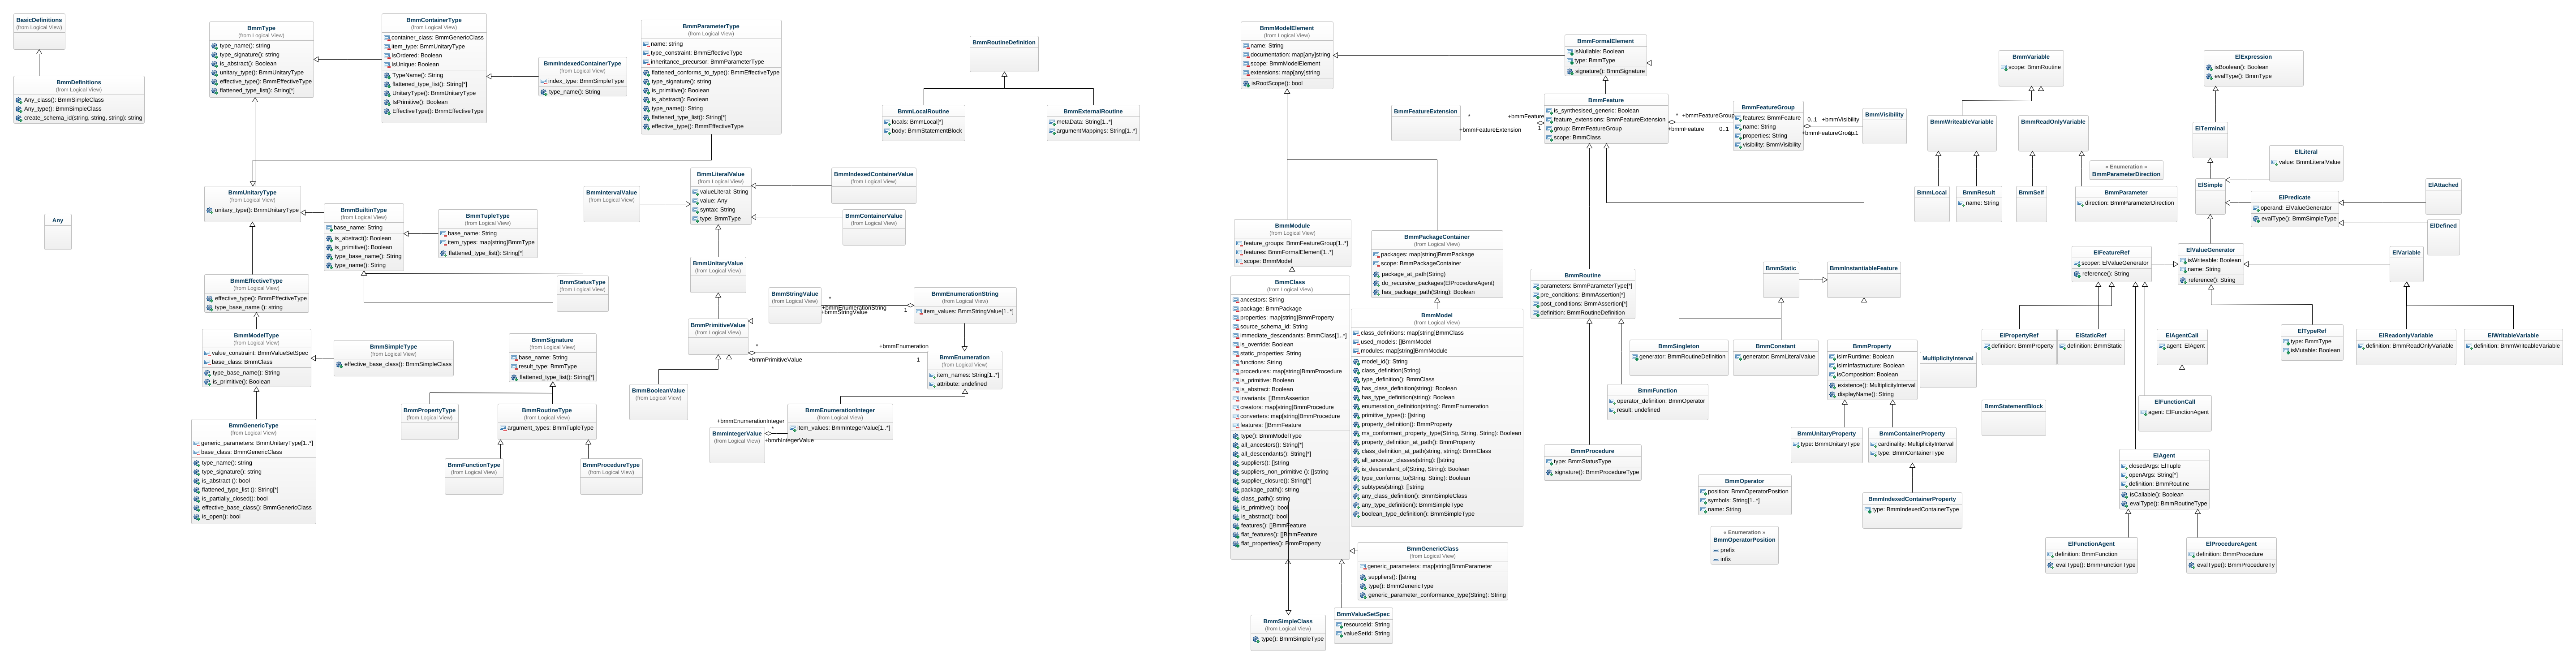 BasicDefinitions
(from Logical View)
BmmDefinitions
(from Logical View)
Any_class(): BmmSimpleClass
Any_type(): BmmSimpleClass
create_schema_id(string, string, string): string
Any
(from Logical View)
BmmType
(from Logical View)
type_name(): string
type_signature(): string
is_abstract(): Boolean
unitary_type(): BmmUnitaryType
effective_type(): BmmEffectiveType
flattened_type_list(): String[*]
BmmContainerType
(from Logical View)
container_class: BmmGenericClass
item_type: BmmUnitaryType
IsOrdered: Boolean
IsUnique: Boolean
TypeName(): String
flattened_type_list(): String[*]
UnitaryType(): BmmUnitaryType
IsPrimitive(): Boolean
EffectiveType(): BmmEffectiveType
BmmIndexedContainerType
(from Logical View)
index_type: BmmSimpleType
type_name(): String
BmmParameterType
(from Logical View)
name: string
type_constraint: BmmEffectiveType
inheritance_precursor: BmmParameterType
flattened_conforms_to_type(): BmmEffectiveType
type_signature(): string
is_primitive(): Boolean
is_abstract(): Boolean
type_name(): String
flattened_type_list(): String[*]
effective_type(): BmmEffectiveType
BmmRoutineDefinition
(from Logical View)
BmmLocalRoutine
(from Logical View)
locals: BmmLocal[*]
body: BmmStatementBlock
BmmExternalRoutine
(from Logical View)
metaData: String[1..*]
argumentMappings: String[1..*]
BmmUnitaryType
(from Logical View)
unitary_type(): BmmUnitaryType
BmmBuiltinType
(from Logical View)
base_name: String
is_abstract(): Boolean
is_primitive(): Boolean
type_base_name(): String
type_name(): String
BmmTupleType
(from Logical View)
base_name: String
item_types: map[string]BmmType
flattened_type_list(): String[*]
BmmEffectiveType
(from Logical View)
effective_type(): BmmEffectiveType
type_base_name (): string
BmmStatusType
(from Logical View)
BmmModelType
(from Logical View)
value_constraint: BmmValueSetSpec
base_class: BmmClass
type_base_name(): String
is_primitive(): Boolean
BmmSimpleType
(from Logical View)
effective_base_class(): BmmSimpleClass
BmmSignature
(from Logical View)
base_name: String
result_type: BmmType
flattened_type_list(): String[*]
BmmGenericType
(from Logical View)
generic_parameters: BmmUnitaryType[1..*]
base_class: BmmGenericClass
type_name(): string
type_signature(): string
is_abstract (): bool
flattened_type_list (): String[*]
is_partially_closed(): bool
effective_base_class(): BmmGenericClass
is_open(): bool
BmmPropertyType
(from Logical View)
BmmRoutineType
(from Logical View)
argument_types: BmmTupleType
BmmFunctionType
(from Logical View)
BmmProcedureType
(from Logical View)
BmmLiteralValue
(from Logical View)
valueLiteral: String
value: Any
syntax: String
type: BmmType
BmmIntervalValue
(from Logical View)
BmmIndexedContainerValue
(from Logical View)
BmmContainerValue
(from Logical View)
BmmUnitaryValue
(from Logical View)
BmmPrimitiveValue
(from Logical View)
BmmStringValue
(from Logical View)
*
+bmmEnumerationString
+bmmStringValue
1
BmmEnumerationString
(from Logical View)
item_values: BmmStringValue[1..*]
*
+bmmPrimitiveValue
+bmmEnumeration
1
BmmEnumeration
(from Logical View)
item_names: String[1..*]
attribute: undefined
BmmBooleanValue
(from Logical View)
BmmIntegerValue
(from Logical View)
+bmmEnumerationInteger
*
BmmEnumerationInteger
(from Logical View)
item_values: BmmIntegerValue[1..*]
BmmModelElement
(from Logical View)
name: String
documentation: map[any]string
scope: BmmModelElement
extensions: map[any]string
isRootScope(): bool
BmmModule
(from Logical View)
feature_groups: BmmFeatureGroup[1..*]
features: BmmFormalElement[1..*]
scope: BmmModel
BmmPackageContainer
(from Logical View)
packages: map[string]BmmPackage
scope: BmmPackageContainer
package_at_path(String)
do_recursive_packages(ElProcedureAgent)
has_package_path(String): Boolean
BmmClass
(from Logical View)
ancestors: String
package: BmmPackage
properties: map[string]BmmProperty
source_schema_id: String
immediate_descendants: BmmClass[1..*]
is_override: Boolean
static_properties: String
functions: String
procedures: map[string]BmmProcedure
is_primitive: Boolean
is_abstract: Boolean
invariants: []BmmAssertion
creators: map[string]BmmProcedure
converters: map[string]BmmProcedure
features: []BmmFeature
type(): BmmModelType
all_ancestors(): String[*]
all_descendants(): String[*]
suppliers(): []string
suppliers_non_primitive (): []string
supplier_closure(): String[*]
package_path(): string
class_path(): string
is_primitive(): bool
is_abstract(): bool
features(): []BmmFeature
flat_features(): []BmmFeature
flat_properties(): BmmProperty
BmmModel
(from Logical View)
class_definitions: map[string]BmmClass
used_models: []BmmModel
modules: map[string]BmmModule
model_id(): String
class_definition(String)
type_definition(): BmmClass
has_class_definition(string): Boolean
has_type_definition(string): Boolean
enumeration_definition(string): BmmEnumeration
primitive_types(): []string
property_definition(): BmmProperty
ms_conformant_property_type(String, String, String): Boolean
property_definition_at_path(): BmmProperty
class_definition_at_path(string, string): BmmClass
all_ancestor_classes(string): []string
is_descendant_of(String, String): Boolean
type_conforms_to(String, String): Boolean
subtypes(string): []string
any_class_definition(): BmmSimpleClass
any_type_definition(): BmmSimpleType
boolean_type_definition(): BmmSimpleType
BmmGenericClass
(from Logical View)
generic_parameters: map[string]BmmParameter
suppliers(): []string
type(): BmmGenericType
generic_parameter_conformance_type(String): String
BmmSimpleClass
(from Logical View)
type(): BmmSimpleType
BmmValueSetSpec
resourceId: String
valueSetId: String
BmmFormalElement
isNullable: Boolean
type: BmmType
signature(): BmmSignature
BmmFeatureExtension
*
+bmmFeatureExtension
+bmmFeature
1
BmmFeature
is_synthesised_generic: Boolean
feature_extensions: BmmFeatureExtension
group: BmmFeatureGroup
scope: BmmClass
*
+bmmFeature
+bmmFeatureGroup
0..1
BmmFeatureGroup
features: BmmFeature
name: String
properties: String
visibility: BmmVisibility
0..1
+bmmVisibility
+bmmFeatureGroup
BmmVisibility
BmmVariable
scope: BmmRoutine
BmmWriteableVariable
BmmReadOnlyVariable
BmmLocal
BmmResult
name: String
BmmSelf
« Enumeration »
BmmParameterDirection
BmmParameter
direction: BmmParameterDirection
BmmRoutine
parameters: BmmParameterType[*]
pre_conditions: BmmAssertion[*]
post_conditions: BmmAssertion[*]
definition: BmmRoutineDefinition
BmmStatic
BmmInstantiableFeature
BmmSingleton
generator: BmmRoutineDefinition
BmmConstant
generator: BmmLiteralValue
BmmProperty
isImRuntime: Boolean
isImInfastructure: Boolean
isComposition: Boolean
existence(): MultiplicityInterval
displayName(): String
MultiplicityInterval
BmmFunction
operator_definition: BmmOperator
result: undefined
BmmStatementBlock
BmmProcedure
type: BmmStatusType
signature(): BmmProcedureType
BmmUnitaryProperty
type: BmmUnitaryType
BmmContainerProperty
cardinality: MultiplicityInterval
type: BmmContainerType
BmmOperator
position: BmmOperatorPosition
symbols: String[1..*]
name: String
BmmIndexedContainerProperty
type: BmmIndexedContainerType
« Enumeration »
BmmOperatorPosition
prefix
infix
ElExpression
isBoolean(): Boolean
evalType(): BmmType
ElTerminal
ElLiteral
value: BmmLiteralValue
ElSimple
ElPredicate
operand: ElValueGenerator
evalType(): BmmSimpleType
ElAttached
ElDefined
ElFeatureRef
scoper: ElValueGenerator
reference(): String
ElValueGenerator
isWriteable: Boolean
name: String
reference(): String
ElVariable
ElPropertyRef
definition: BmmProperty
ElStaticRef
definition: BmmStatic
ElAgentCall
agent: ElAgent
ElTypeRef
type: BmmType
isMutable: Boolean
ElReadonlyVariable
definition: BmmReadOnlyVariable
ElWritableVariable
definition: BmmWriteableVariable
ElFunctionCall
agent: ElFunctionAgent
ElAgent
closedArgs: ElTuple
openArgs: String[*]
definition: BmmRoutine
isCallable(): Boolean
evalType(): BmmRoutineType
ElFunctionAgent
definition: BmmFunction
evalType(): BmmFunctionType
ElProcedureAgent
definition: BmmProcedure
evalType(): BmmProcedureTy